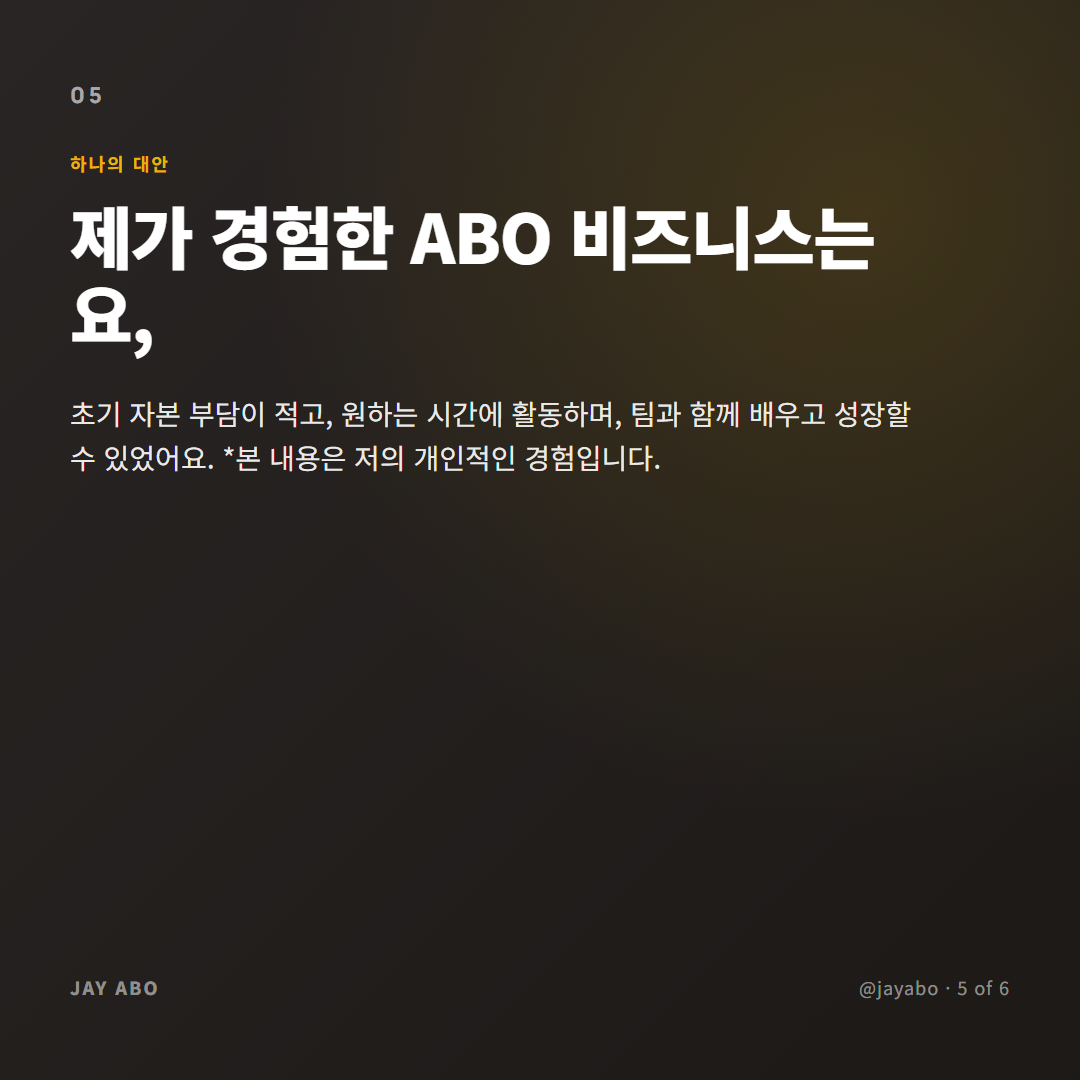 05
하나의 대안
제가 경험한 ABO 비즈니스는
요,
초기 자본 부담이 적고, 원하는 시간에 활동하며, 팀과 함께 배우고 성장할
수 있었어요. *본 내용은 저의 개인적인 경험입니다.
JAY ABO
@jayabo · 5 of 6